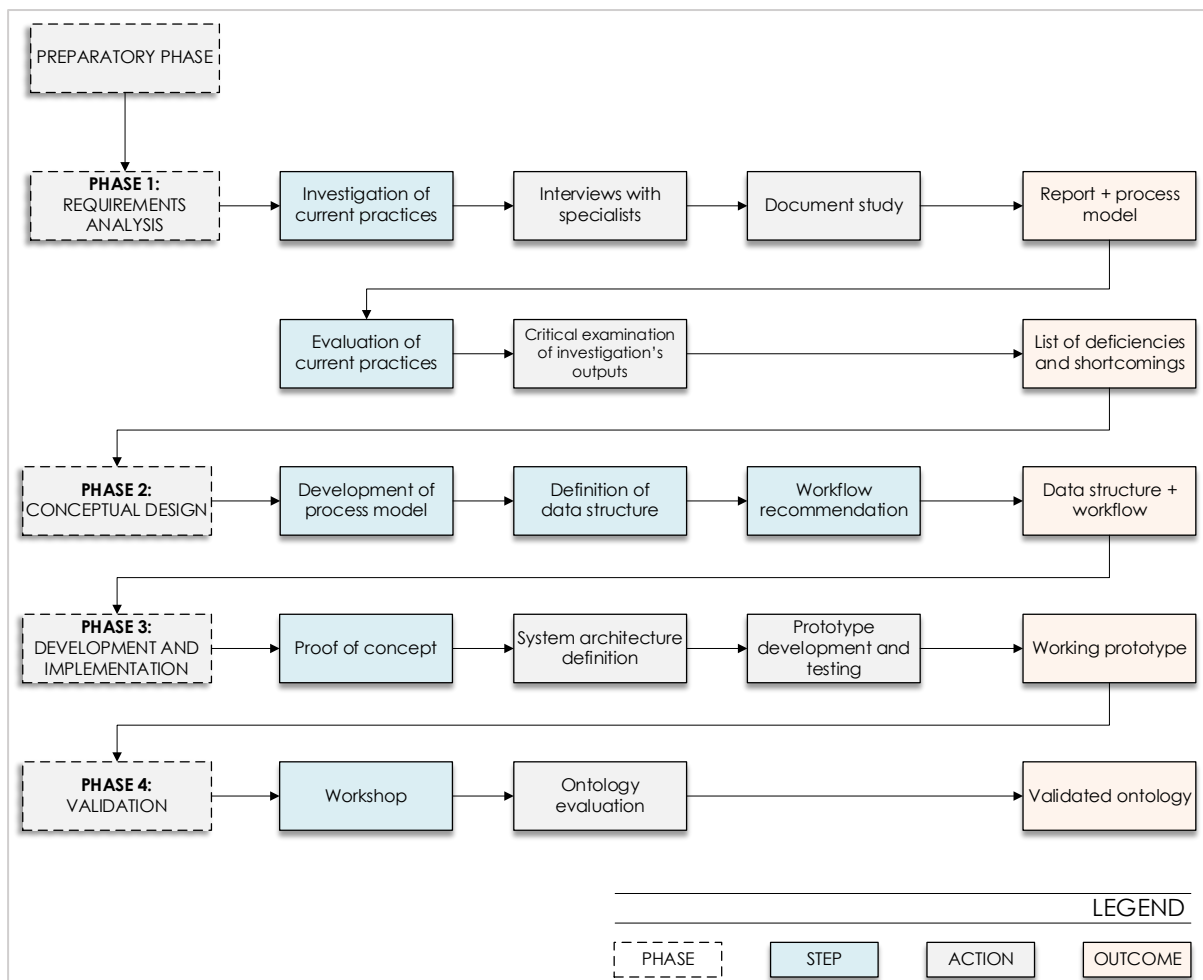 PREPARATORY PHASE
PHASE 1:
REQUIREMENTS
ANALYSIS
Investigation of
current practices
Interviews with
specialists
Document study
Report + process
model
Evaluation of
current practices
Critical examination
of investigation's
outputs
List of deficiencies
and shortcomings
PHASE 2:
CONCEPTUAL DESIGN
Development of
process model
Definition of
data structure
Workflow
recommendation
Data structure +
workflow
PHASE 3:
DEVELOPMENT AND
IMPLEMENTATION
Proof of concept
System architecture
definition
Prototype
development and
testing
Working prototype
PHASE 4:
VALIDATION
Workshop
Ontology
evaluation
Validated ontology
LEGEND
PHASE
STEP
ACTION
OUTCOME